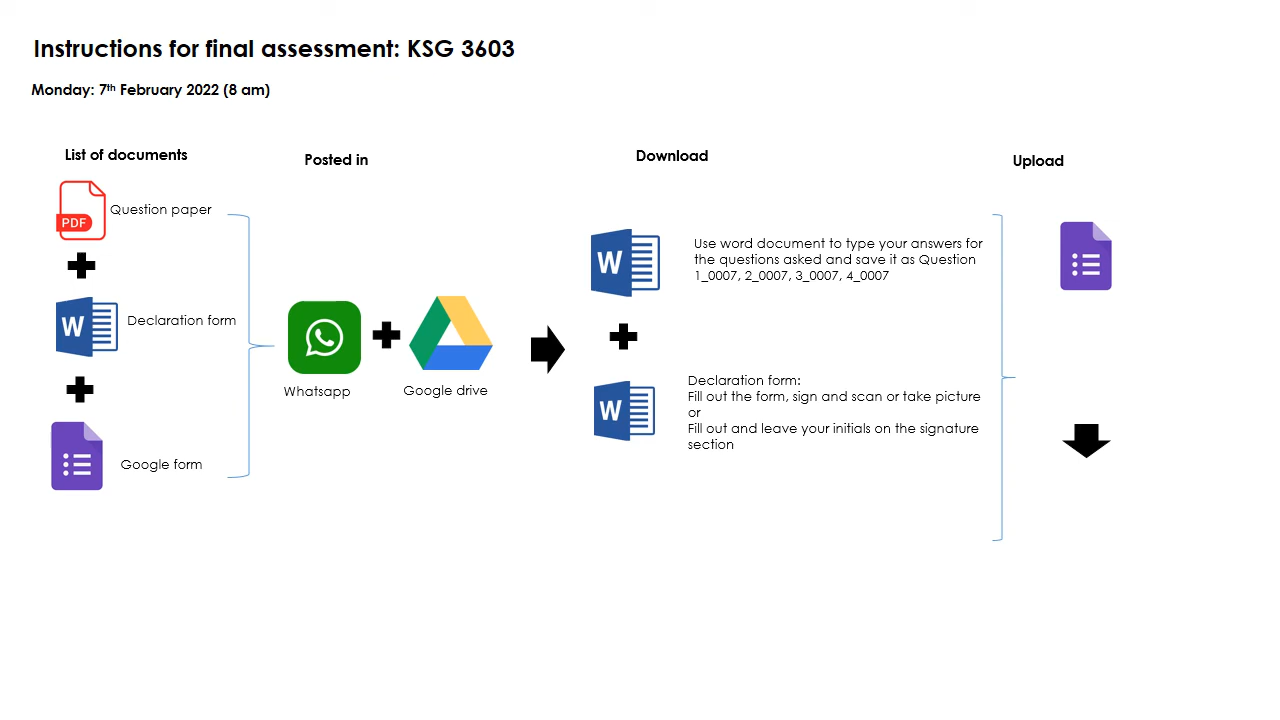 Instructions for final assessment: KSG 3603
Monday: 7th February 2022 (8 am)
List of documents
Posted in
Download
Upload
PDF
Question paper
W
Declaration form
Google form
Whatsapp
Google drive
W
Use word document to type your answers for
the questions asked and save it as Question
1_0007, 2_0007, 3_0007, 4_0007
W
Declaration form:
Fill out the form, sign and scan or take picture
or
Fill out and leave your initials on the signature
section